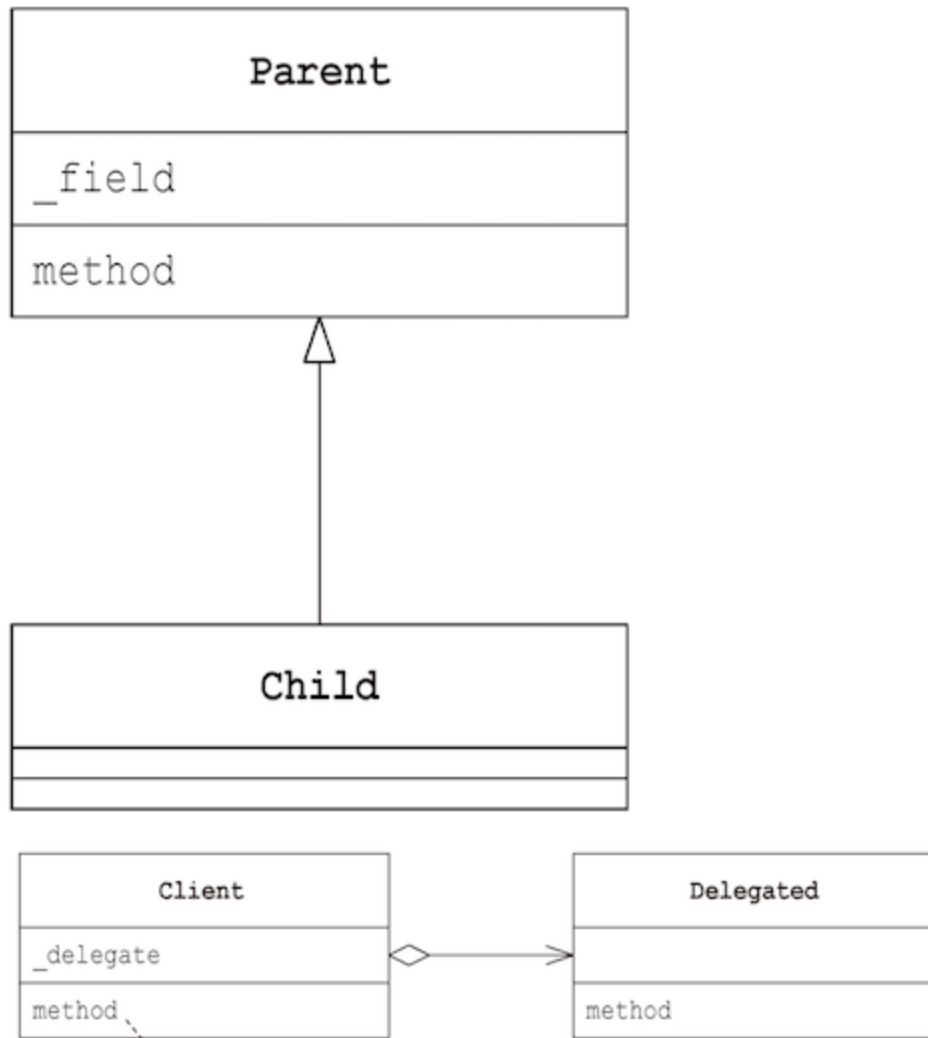 Parent
_field
method
Child
Client
Delegated
_delegate
method
method